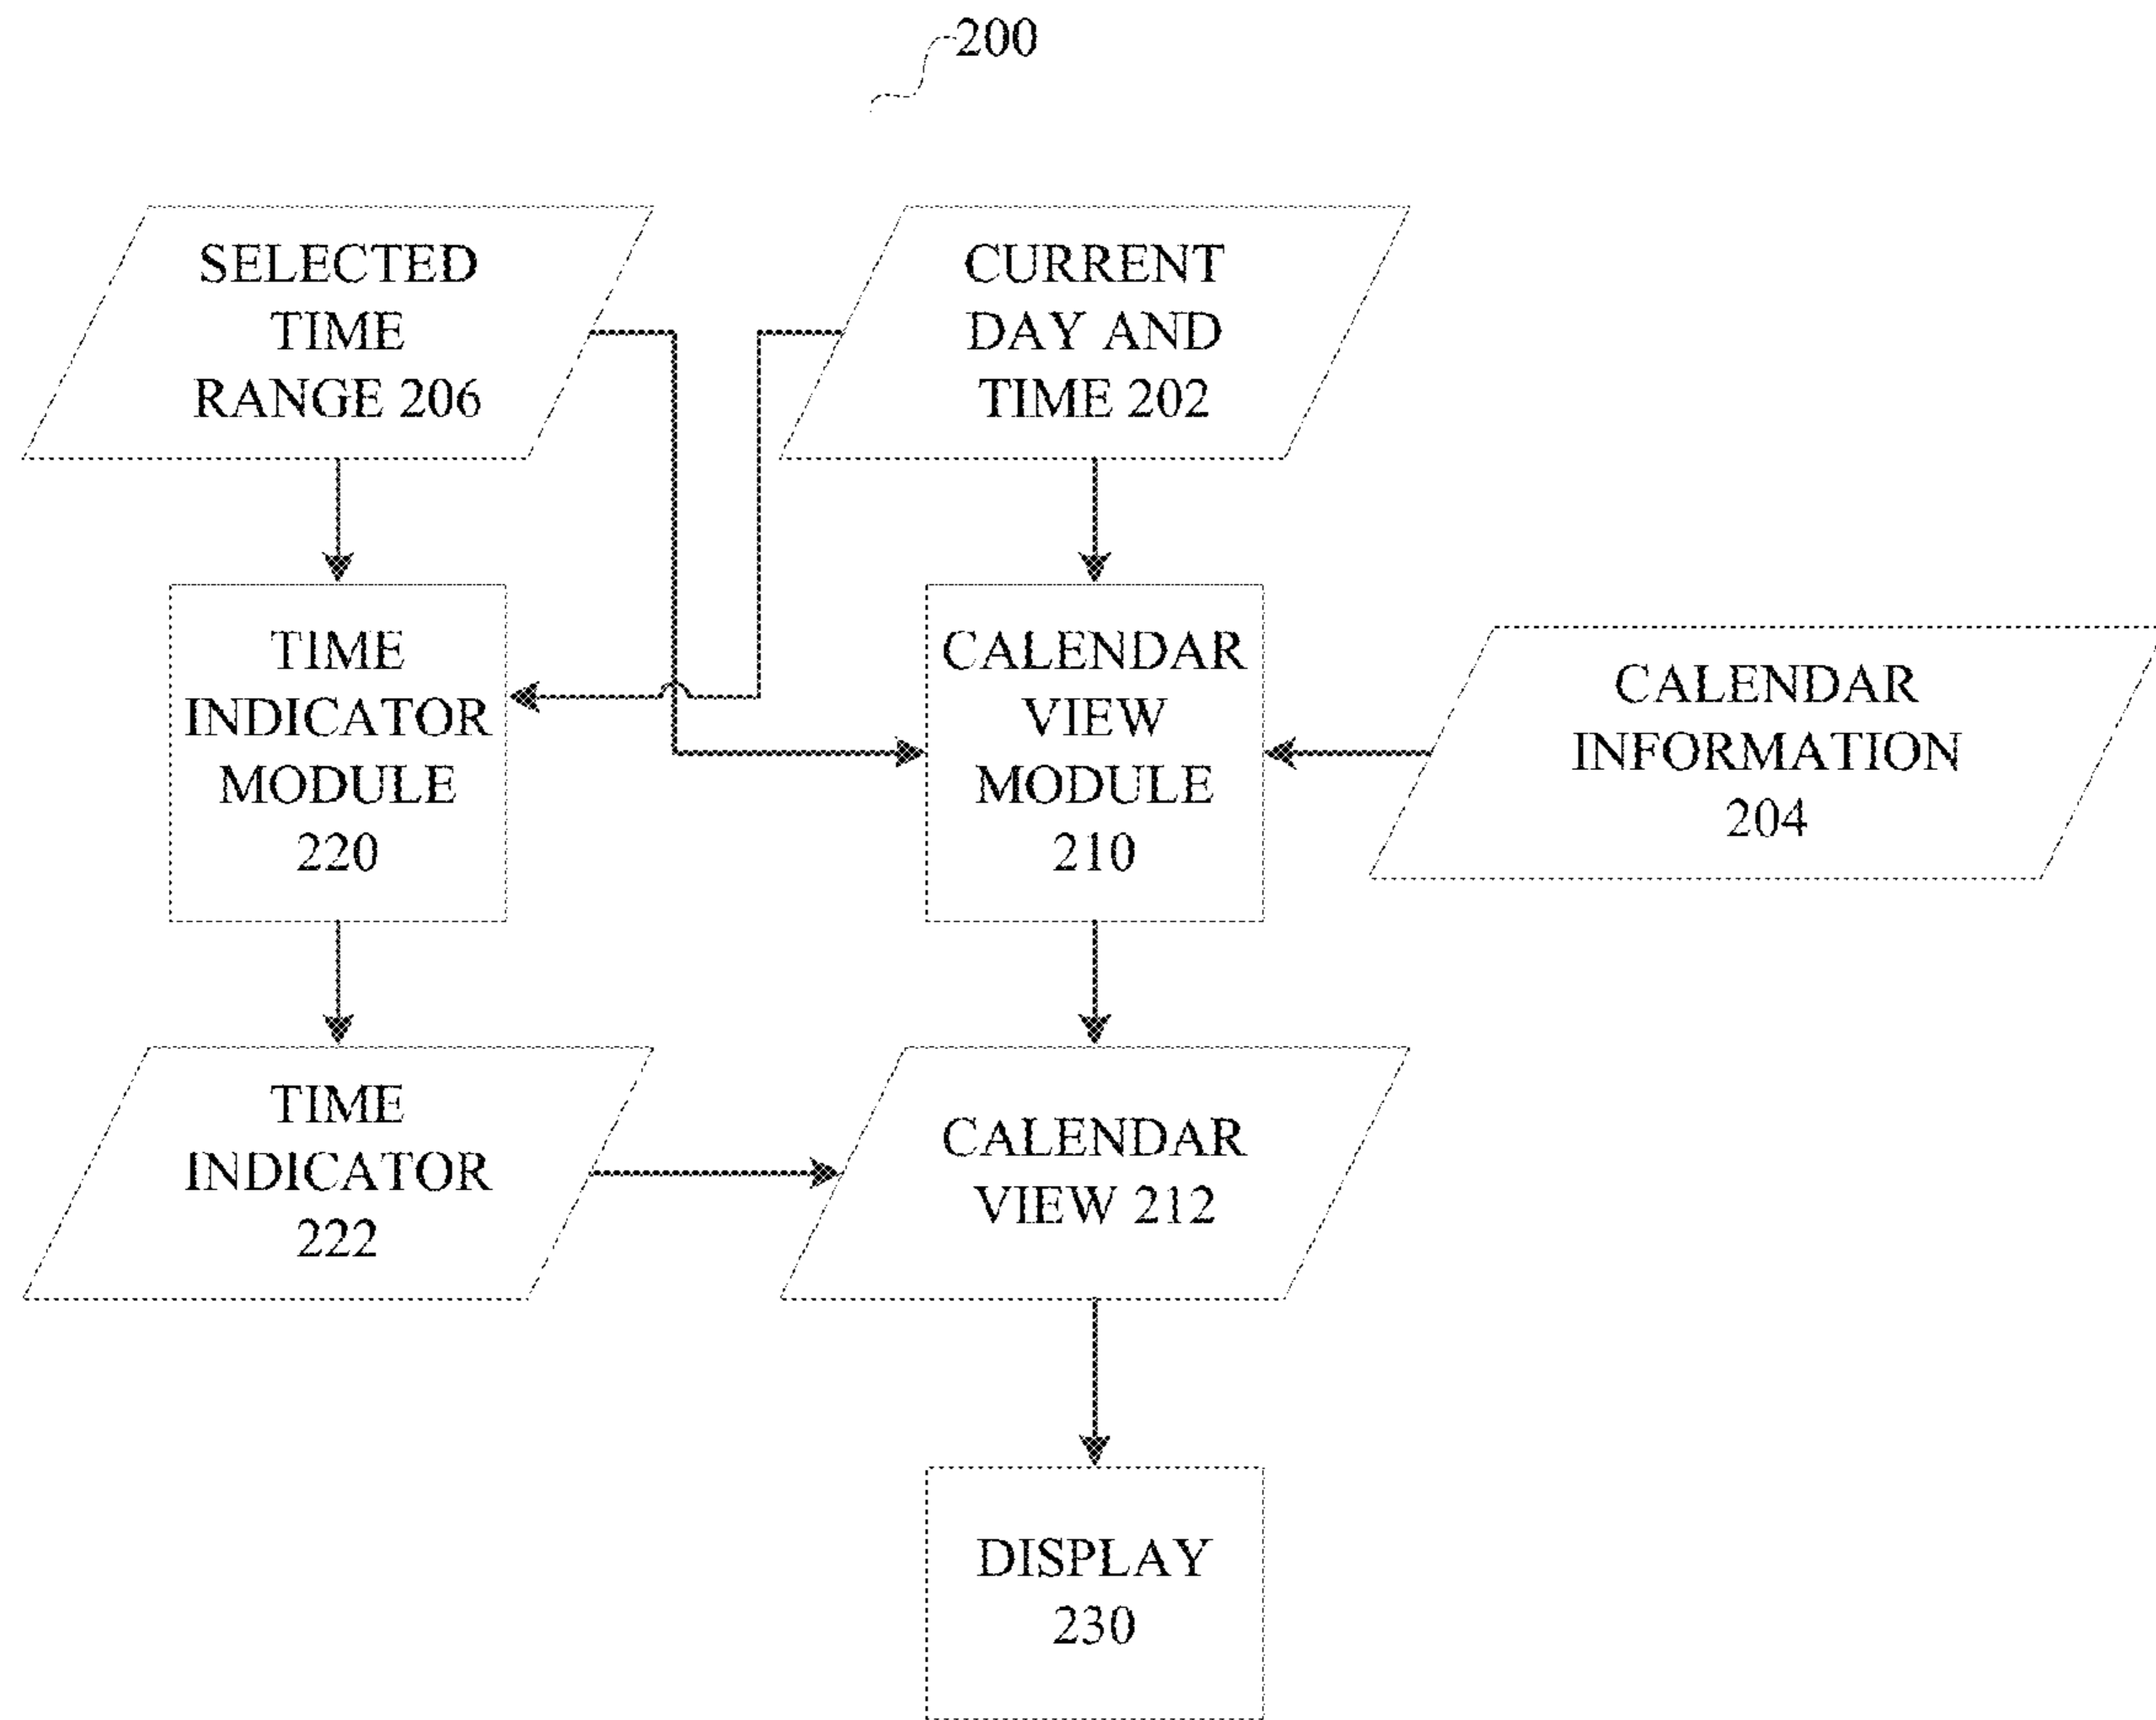 200
SELECTED
TIME
RANGE 206
CURRENT
DAY AND
TIME 202
TIME
INDICATOR
MODULE
220
CALENDAR
VIEW
MODULE
210
CALENDAR
INFORMATION
204
TIME
INDICATOR
222
CALENDAR
VIEW 212
DISPLAY
230